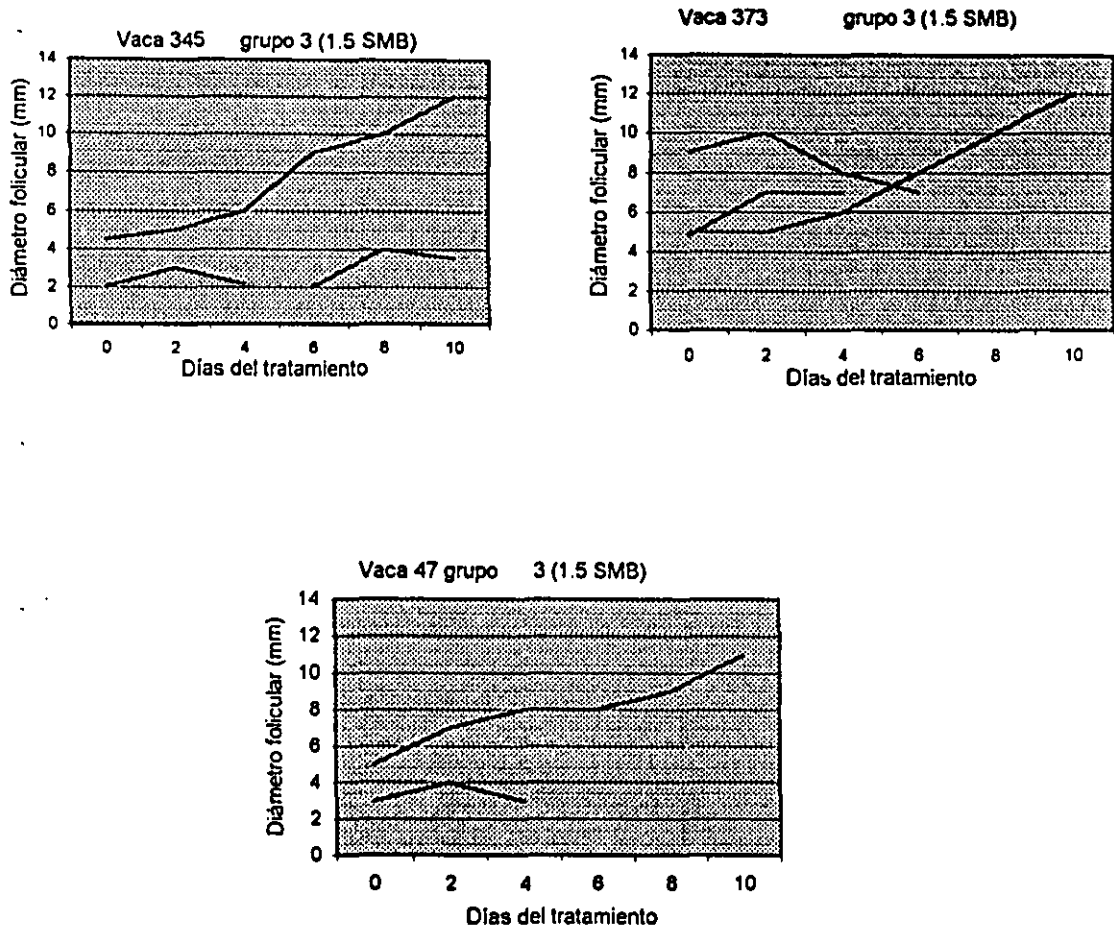 Vaca 345 grupo 3 (1.5 SMB)
Diámetro folicular (mm)
14
12
10
8
6
4
2
0
0 2 4 6 8 10
Días del tratamiento
Vaca 373 grupo 3 (1.5 SMB)
Diámetro folicular (mm)
14
12
10
8
6
4
2
0
0 2 4 6 8 10
Días del tratamiento
Vaca 47 grupo 3 (1.5 SMB)
Diámetro folicular (mm)
14
12
10
8
6
4
2
0
0 2 4 6 8 10
Días del tratamiento